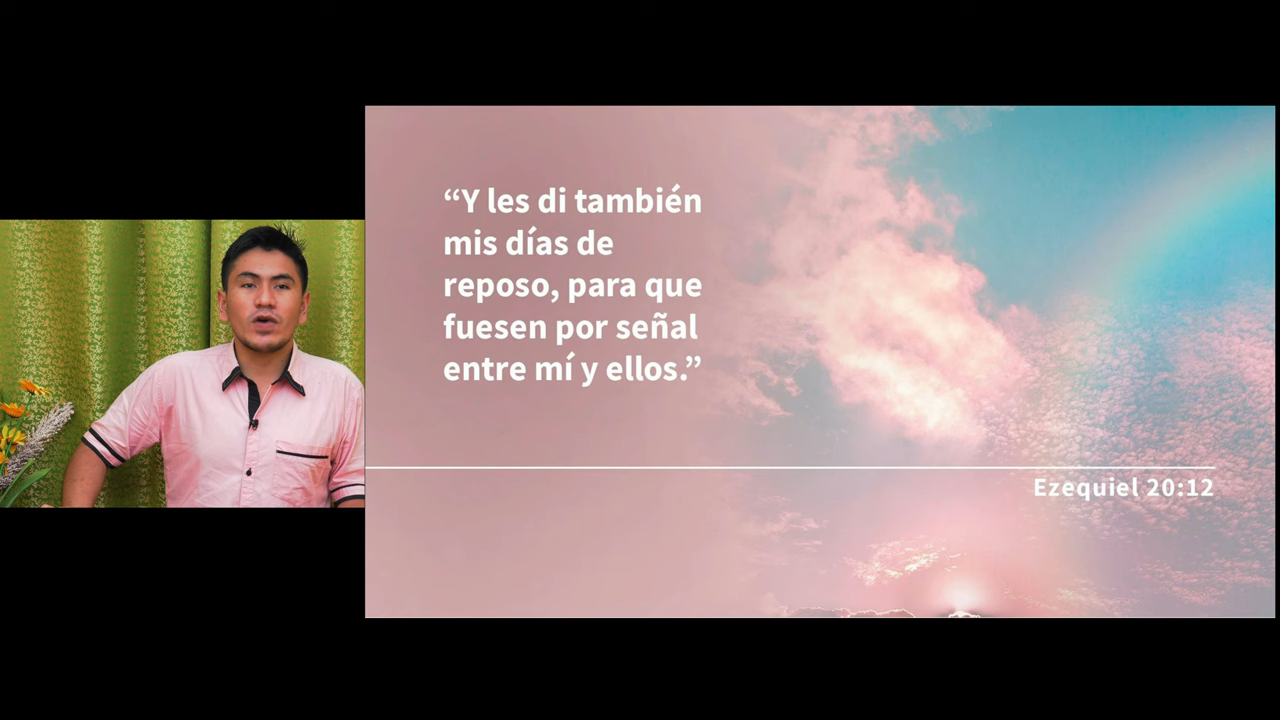 “Y les di también
mis días de
reposo, para que
fuesen por señal
entre mí y ellos.”
Ezequiel 20:12